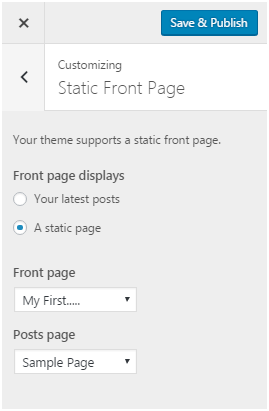 Save & Publish
Customizing
Static Front Page
Your theme supports a static front page.
Front page displays
Your latest posts
A static page
Front page
My First.....
Posts page
Sample Page